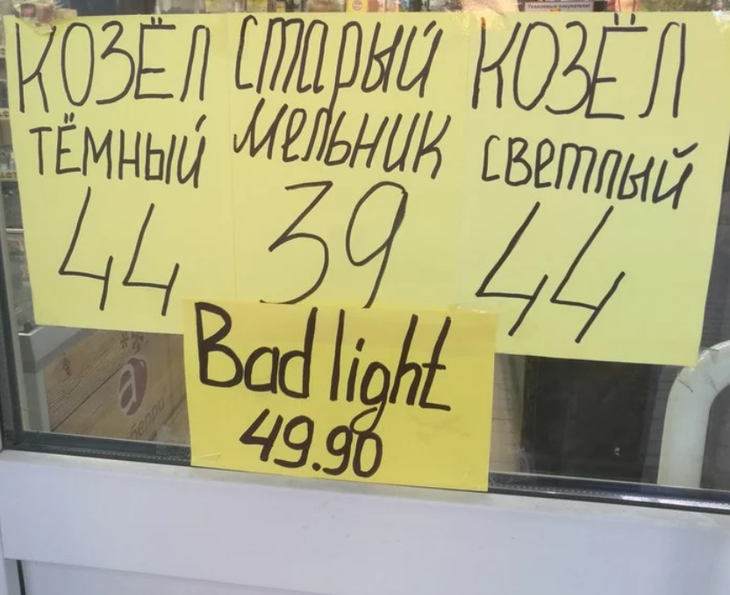 КОЗЁЛ
ТЁМНЫЙ
44
старый
мельник
39
КОЗЁЛ
светлый
44
Bad light
49.90
а